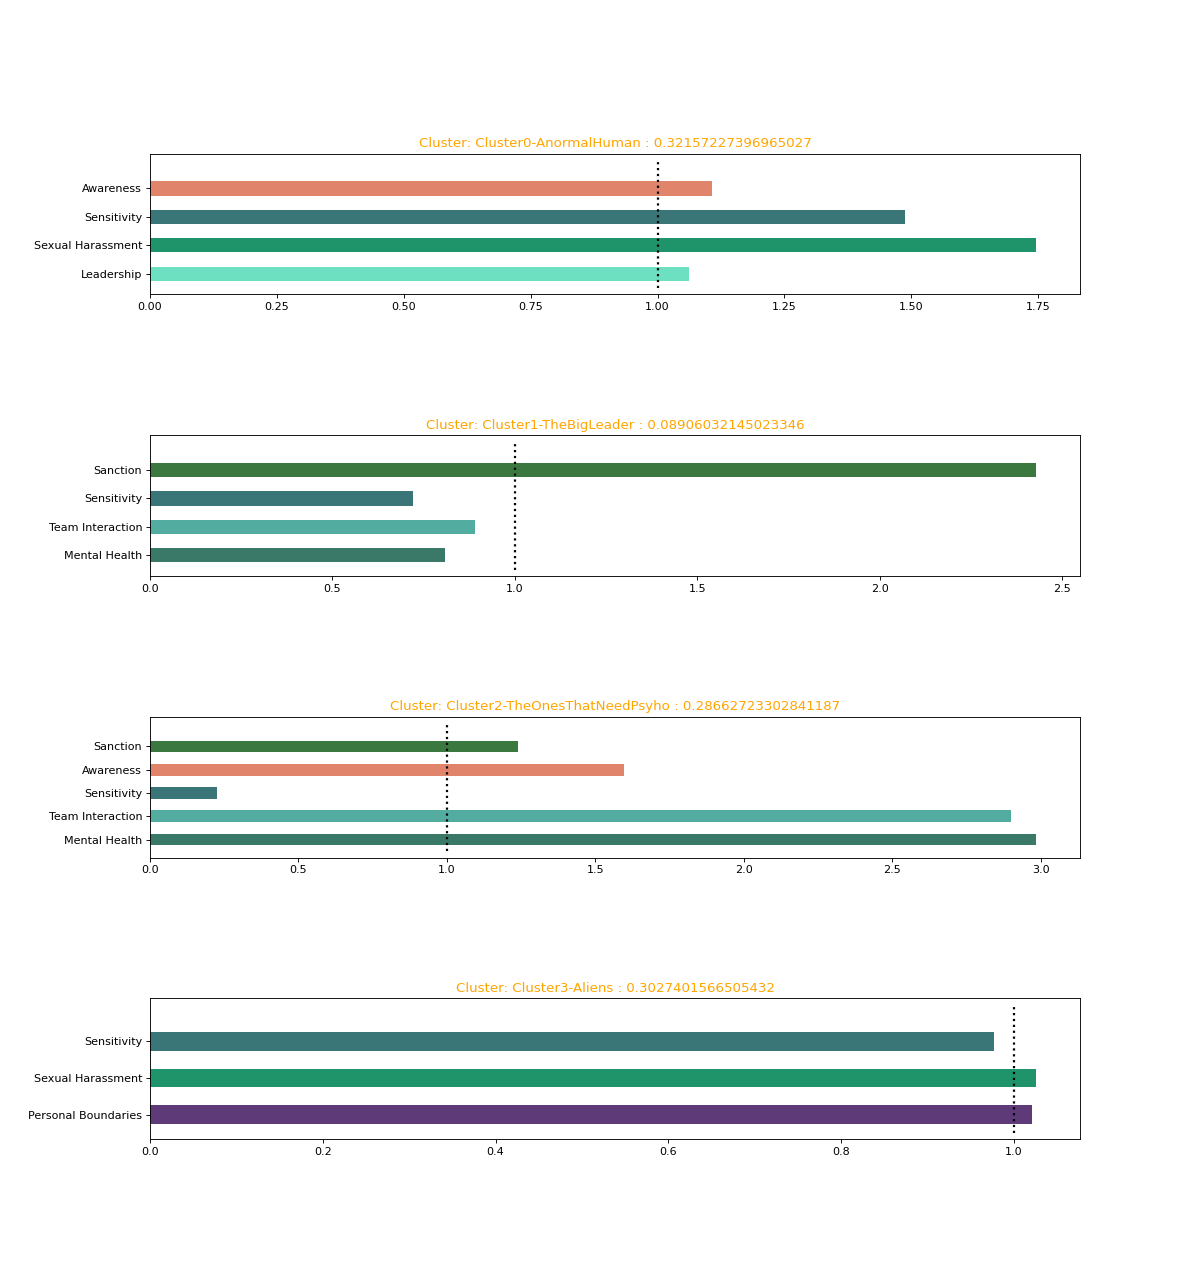 Cluster: Cluster0-AnormalHuman : 0.32157227396965027
Awareness
Sensitivity
Sexual Harassment
Leadership
0.00 0.25 0.50 0.75 1.00 1.25 1.50 1.75
Cluster: Cluster1-TheBigLeader : 0.08906032145023346
Sanction
Sensitivity
Team Interaction
Mental Health
0.0 0.5 1.0 1.5 2.0 2.5
Cluster: Cluster2-TheOnesThatNeedPsyho : 0.28662723302841187
Sanction
Awareness
Sensitivity
Team Interaction
Mental Health
0.0 0.5 1.0 1.5 2.0 2.5 3.0
Cluster: Cluster3-Aliens : 0.3027401566505432
Sensitivity
Sexual Harassment
Personal Boundaries
0.0 0.2 0.4 0.6 0.8 1.0